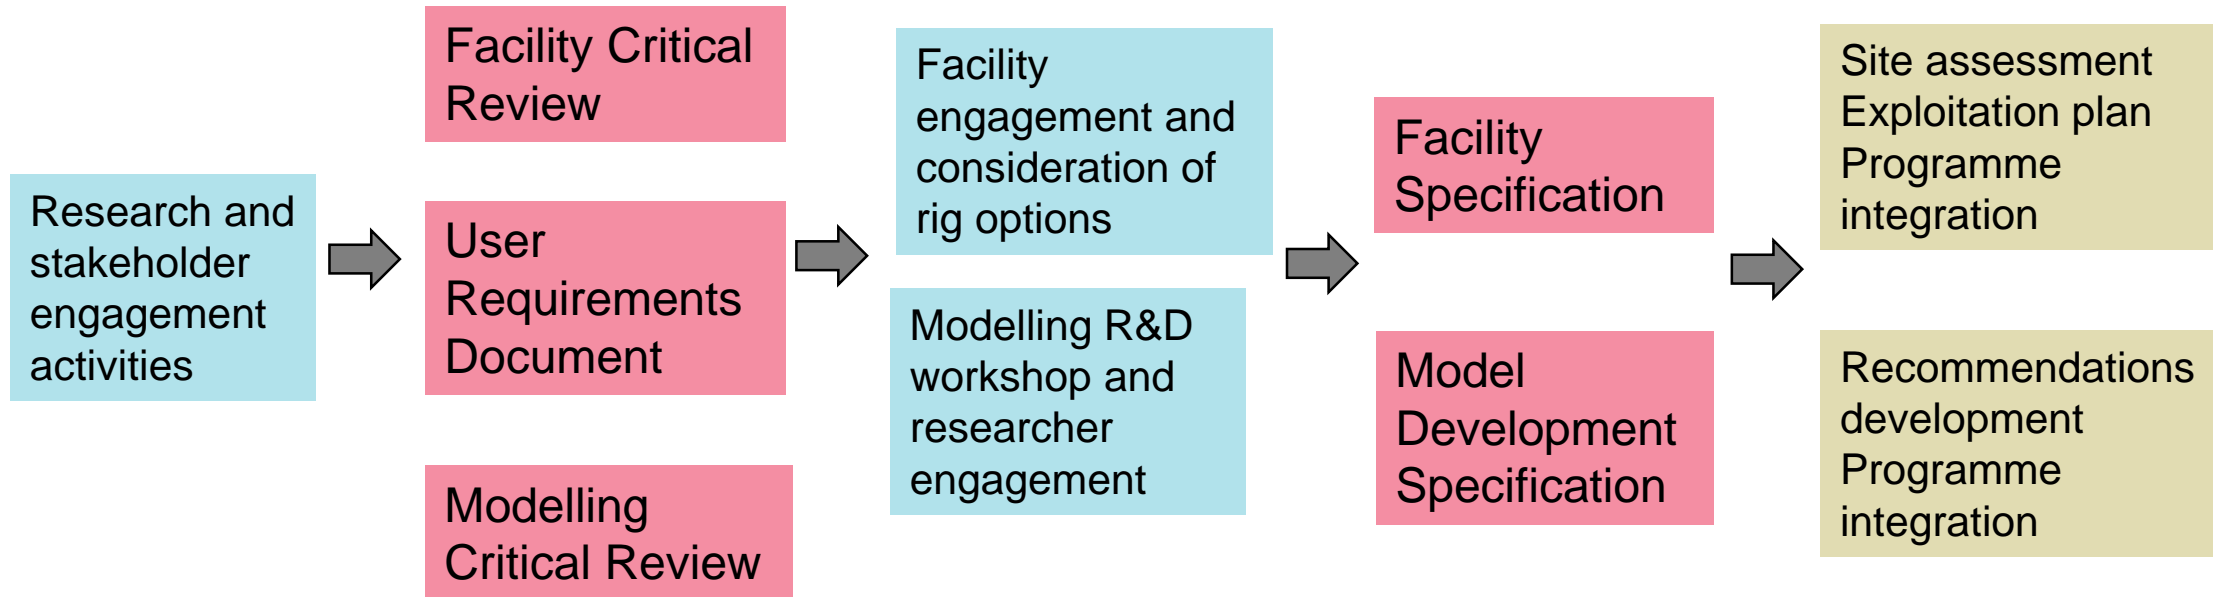 Research and
stakeholder
engagement
activities
Facility Critical
Review
User
Requirements
Document
Modelling
Critical Review
Facility
engagement and
consideration of
rig options
Modelling R&D
workshop and
researcher
engagement
Facility
Specification
Model
Development
Specification
Site assessment
Exploitation plan
Programme
integration
Recommendations
development
Programme
integration